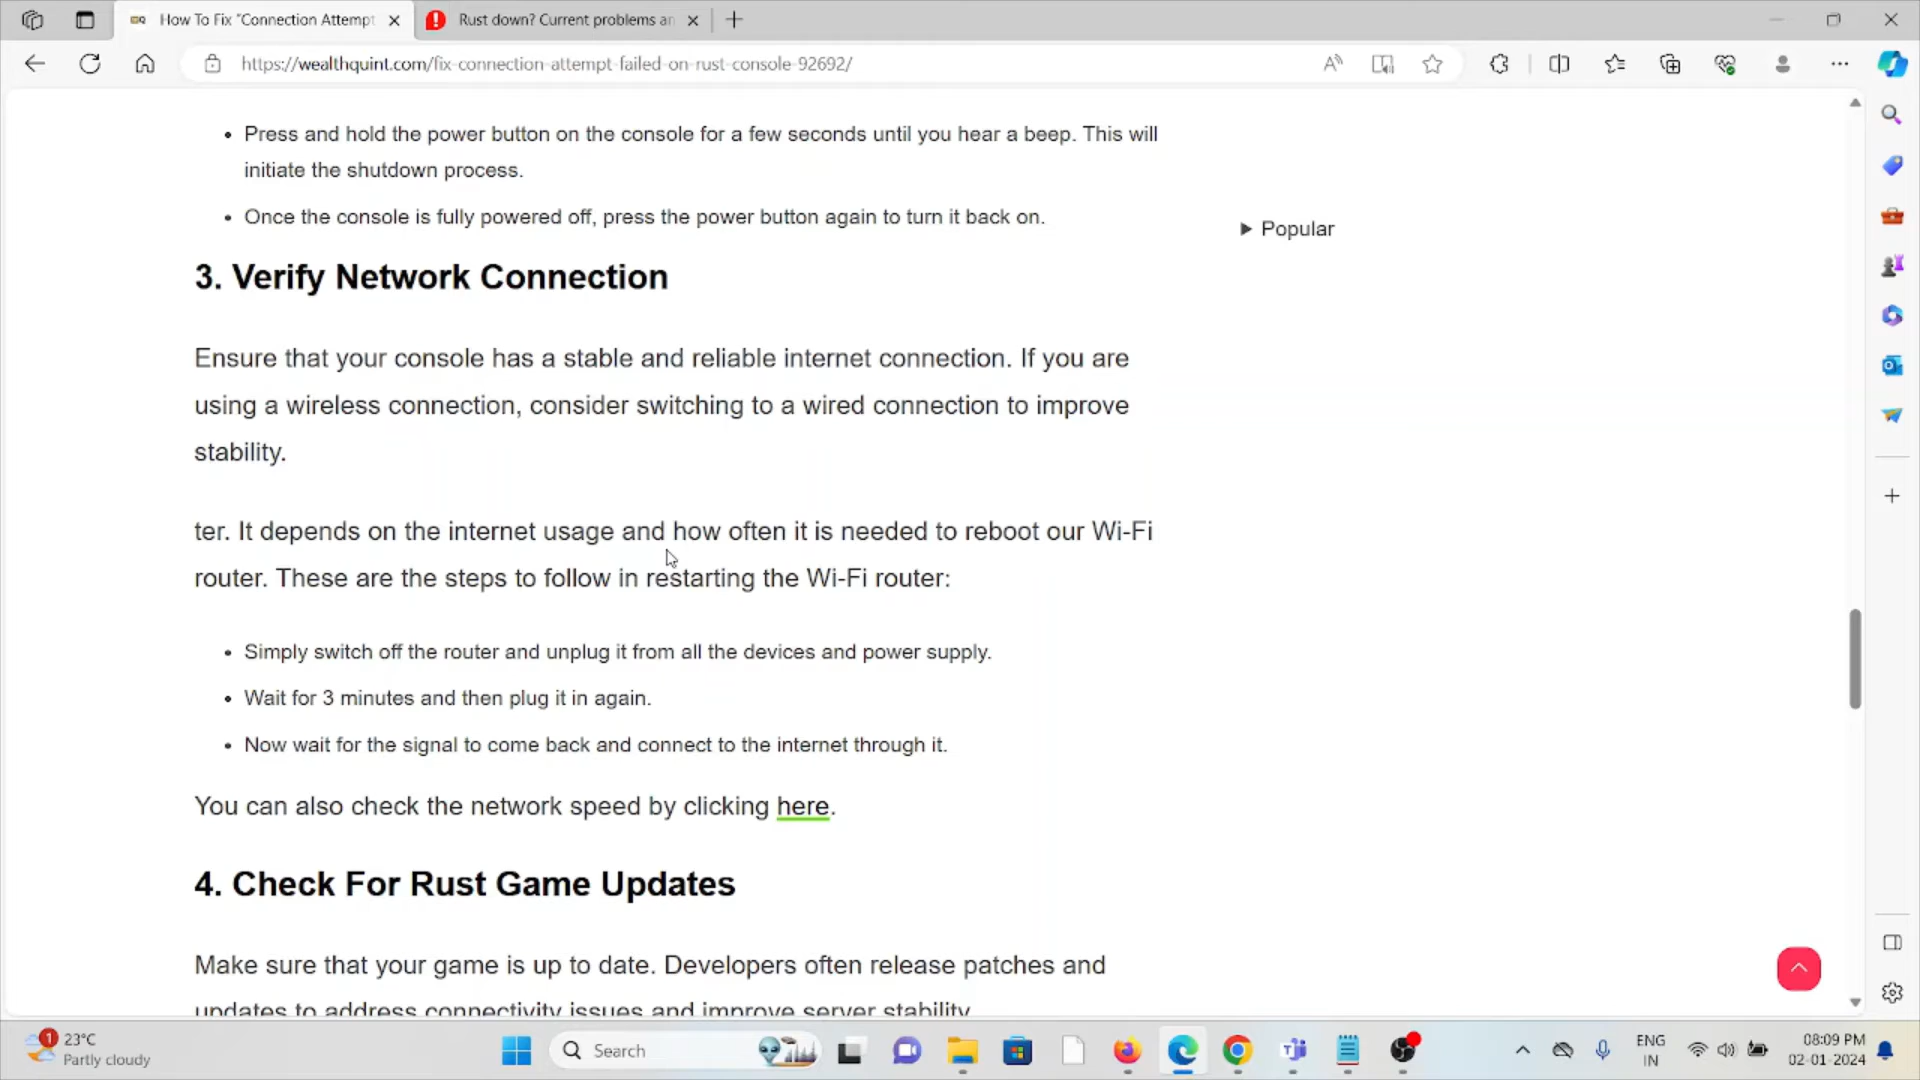 How To Fix "Connection Attempt
Rust down? Current problems an
https://wealthquint.com/fix-connection-attempt-failed-on-rust-console-92692/
Press and hold the power button on the console for a few seconds until you hear a beep. This will
initiate the shutdown process.
Once the console is fully powered off, press the power button again to turn it back on.
Popular
3. Verify Network Connection
Ensure that your console has a stable and reliable internet connection. If you are
using a wireless connection, consider switching to a wired connection to improve
stability.
ter. It depends on the internet usage and how often it is needed to reboot our Wi-Fi
router. These are the steps to follow in restarting the Wi-Fi router:
Simply switch off the router and unplug it from all the devices and power supply.
Wait for 3 minutes and then plug it in again.
Now wait for the signal to come back and connect to the internet through it.
You can also check the network speed by clicking here.
4. Check For Rust Game Updates
Make sure that your game is up to date. Developers often release patches and
updates to address connectivity issues and improve server stability.
1
23°C
Partly cloudy
Search
ENG
IN
08:09 PM
02-01-2024